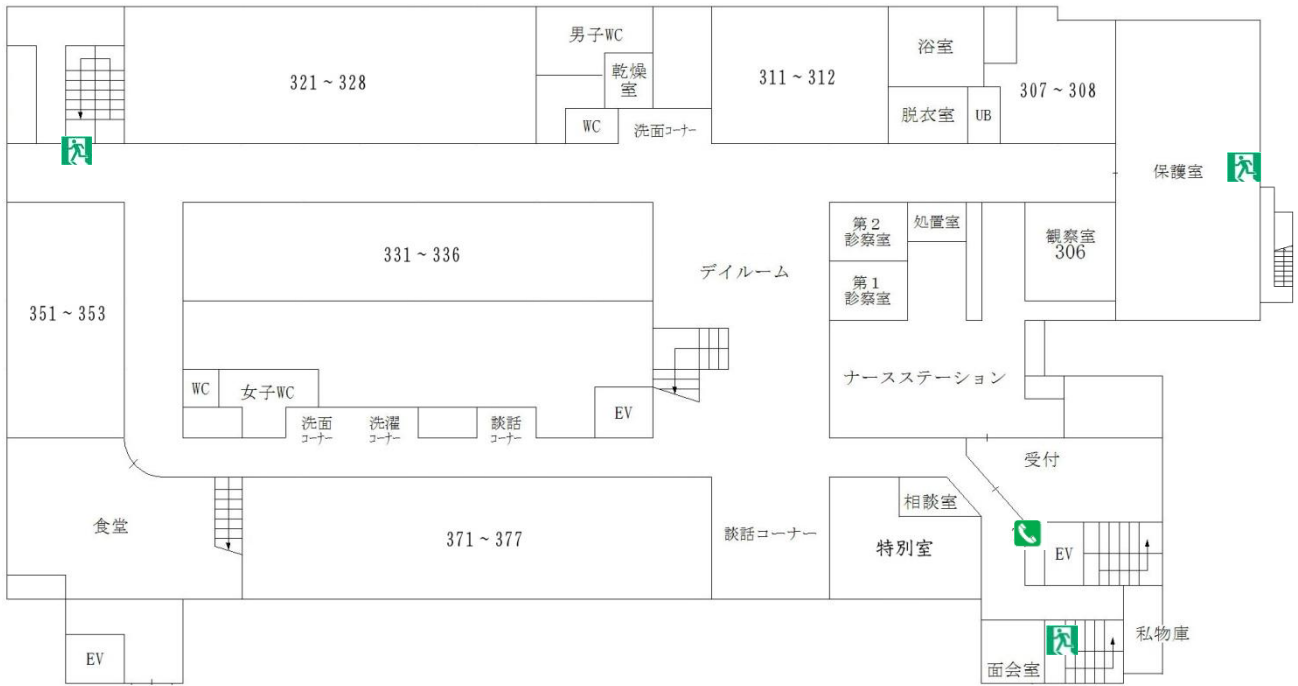 男子WC
浴室
321～328
乾燥
室
311～312
307～308
脱衣室
UB
WC
洗面コーナー
保護室
第２
診察室
処置室
観察室
306
331～336
デイルーム
第１
診察室
351～353
ナースステーション
WC
女子WC
EV
洗面
コーナー
洗濯
コーナー
談話
コーナー
受付
相談室
食堂
371～377
談話コーナー
特別室
EV
私物庫
EV
面会室